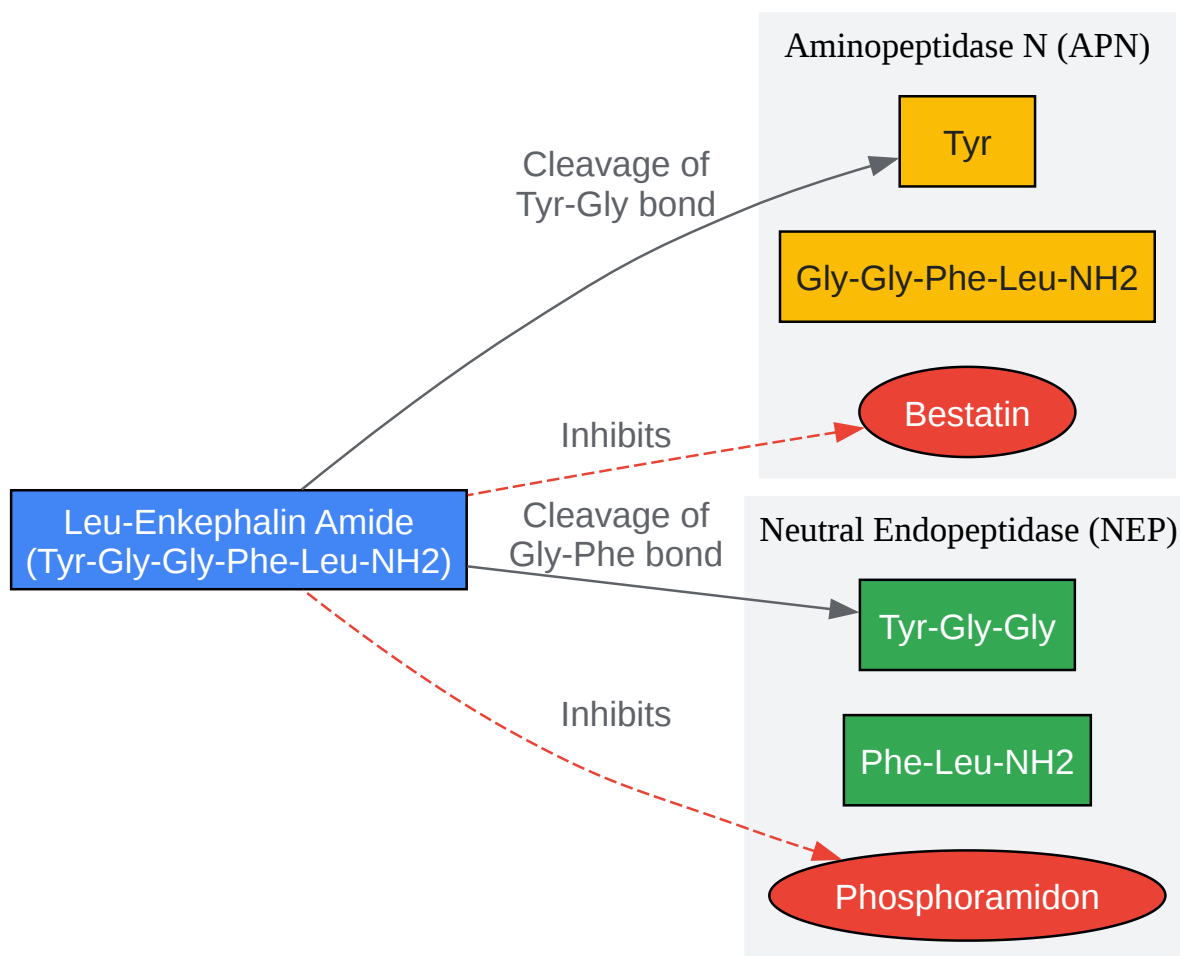 Aminopeptidase N (APN)
Tyr
Cleavage of
Tyr-Gly bond
Gly-Gly-Phe-Leu-NH2
Bestatin
Inhibits
Leu-Enkephalin Amide
(Tyr-Gly-Gly-Phe-Leu-NH2)
Cleavage of
Gly-Phe bond
Neutral Endopeptidase (NEP)
Tyr-Gly-Gly
Inhibits
Phe-Leu-NH2
Phosphoramidon